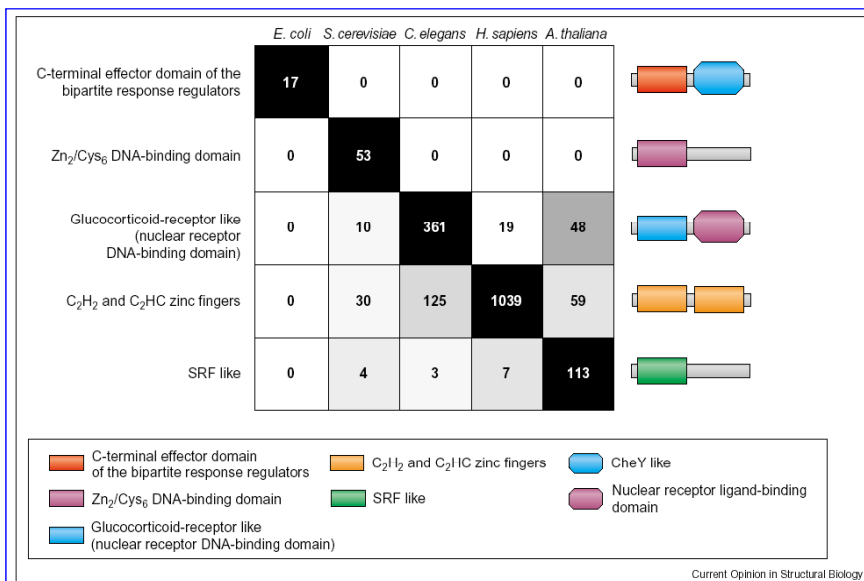 E. coli S. cerevisiae C. elegans H. sapiens A. thaliana
C-terminal effector domain of the
bipartite response regulators
17 0 0 0 0
Zn₂/Cys₆ DNA-binding domain
0 53 0 0 0
Glucocorticoid-receptor like
(nuclear receptor
DNA-binding domain)
0 10 361 19 48
C₂H₂ and C₂HC zinc fingers
0 30 125 1039 59
SRF like
0 4 3 7 113
C-terminal effector domain
of the bipartite response regulators
Zn₂/Cys₆ DNA-binding domain
Glucocorticoid-receptor like
(nuclear receptor DNA-binding domain)
C₂H₂ and C₂HC zinc fingers
SRF like
CheY like
Nuclear receptor ligand-binding
domain
Current Opinion in Structural Biology